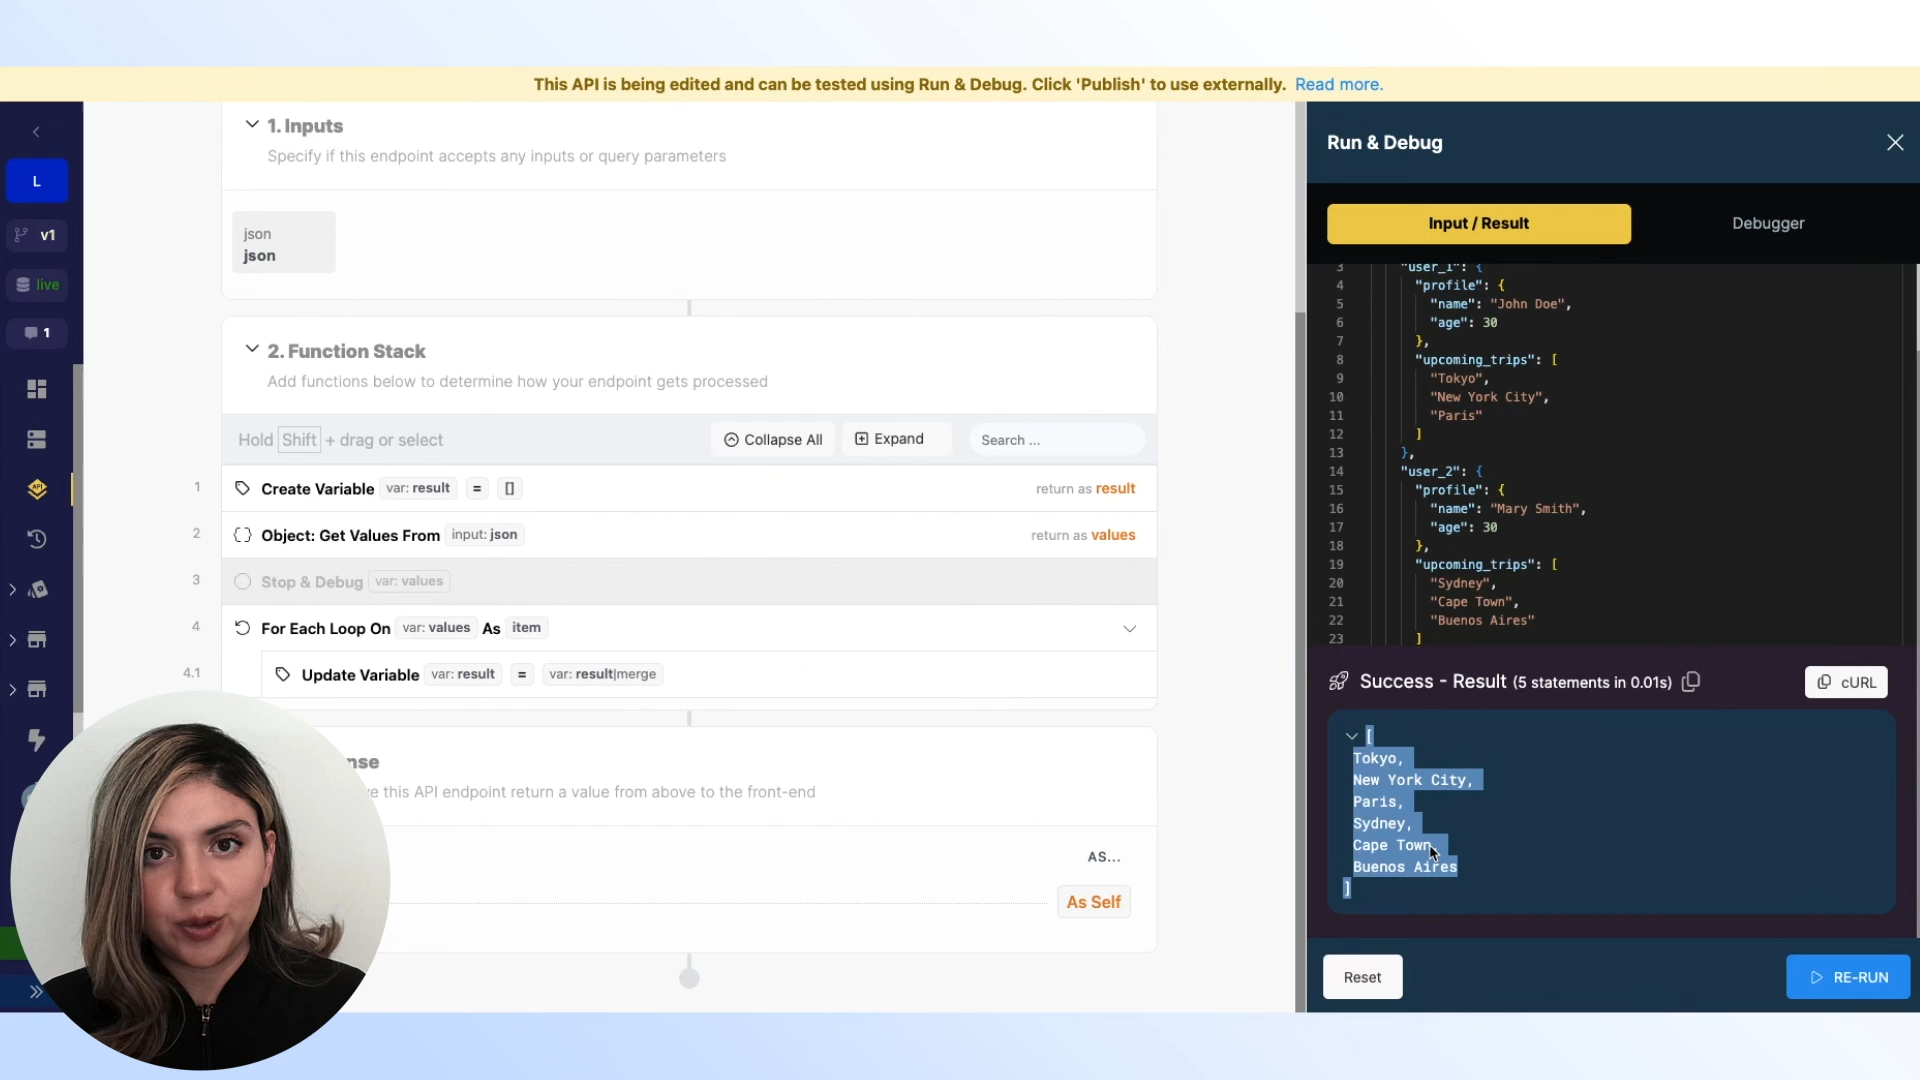 This API is being edited and can be tested using Run & Debug. Click 'Publish' to use externally. Read more.
L
v1
live
1
1. Inputs
Specify if this endpoint accepts any inputs or query parameters
json
json
2. Function Stack
Add functions below to determine how your endpoint gets processed
Hold Shift + drag or select
Collapse All
Expand
Search ...
1 Create Variable var: result = [] return as result
2 Object: Get Values From input: json return as values
3 Stop & Debug var: values
4 For Each Loop On var: values As item
4.1 Update Variable var: result = var: result|merge
nse
this API endpoint return a value from above to the front-end
AS...
As Self
Run & Debug
Input / Result
Debugger
3 "user_1": {
4 "profile": {
5 "name": "John Doe",
6 "age": 30
7 },
8 "upcoming_trips": [
9 "Tokyo",
10 "New York City",
11 "Paris"
12 ]
13 },
14 "user_2": {
15 "profile": {
16 "name": "Mary Smith",
17 "age": 30
18 },
19 "upcoming_trips": [
20 "Sydney",
21 "Cape Town",
22 "Buenos Aires"
23 ]
Success - Result (5 statements in 0.01s)
cURL
[
Tokyo,
New York City,
Paris,
Sydney,
Cape Town,
Buenos Aires
]
Reset
RE-RUN